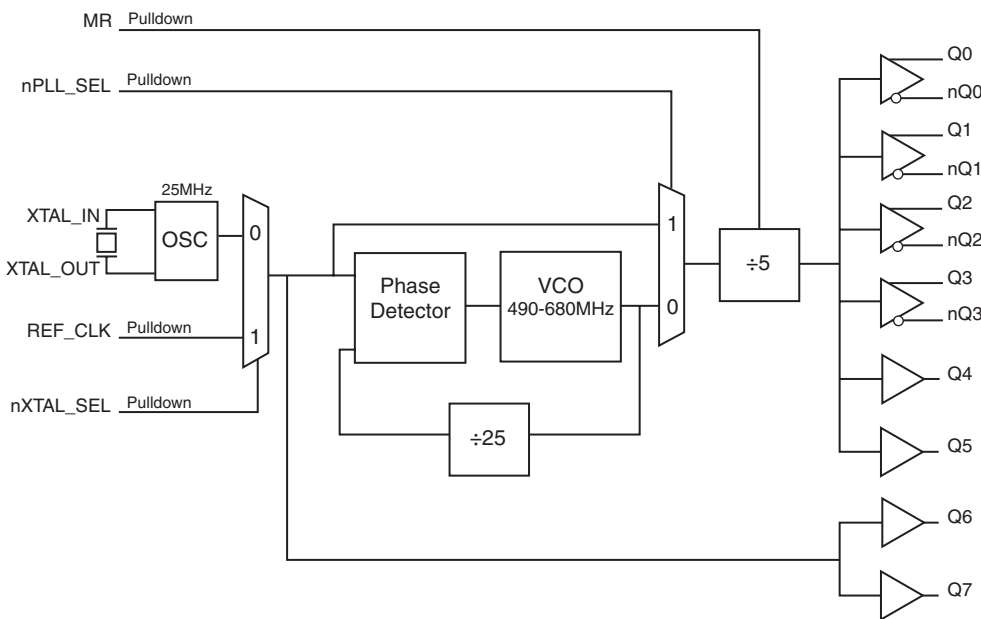 MR Pulldown
nPLL_SEL Pulldown
25MHz
XTAL_IN
OSC
XTAL_OUT
0
1
REF_CLK Pulldown
nXTAL_SEL Pulldown
Phase
Detector
VCO
490-680MHz
÷25
1
0
÷5
Q0
nQ0
Q1
nQ1
Q2
nQ2
Q3
nQ3
Q4
Q5
Q6
Q7